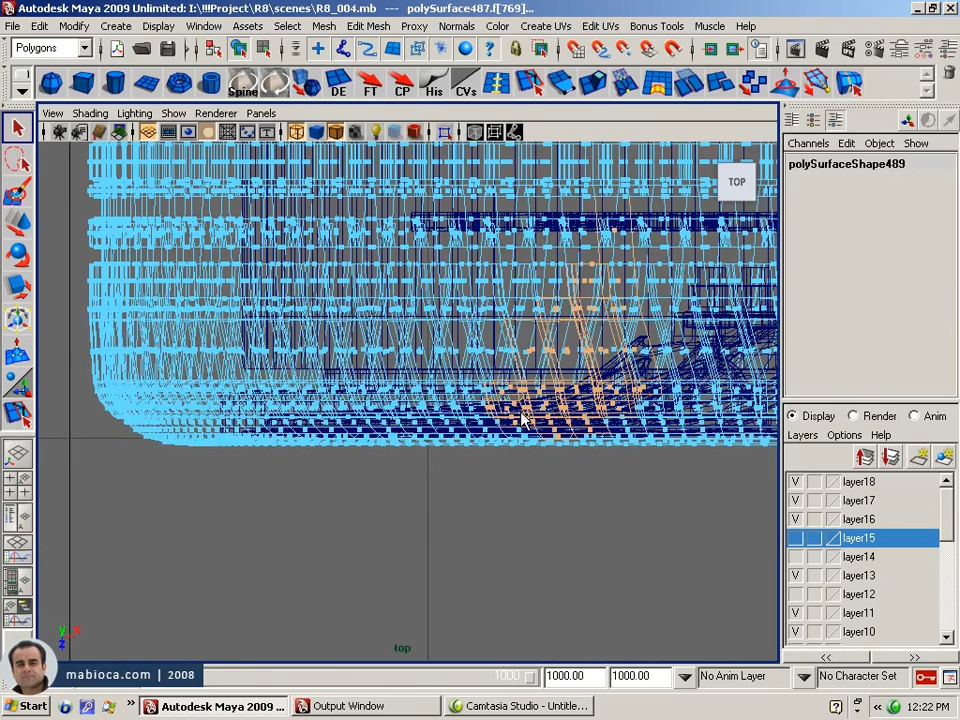 Autodesk Maya 2009 Unlimited: I:\!!!Project\R8\scenes\R8_004.mb --- polySurface487.f[769]...
File Edit Modify Create Display Window Assets Select Mesh Edit Mesh Proxy Normals Color Create UVs Edit UVs Bonus Tools Muscle Help
Polygons
Spine DE FT CP His CVs
View Shading Lighting Show Renderer Panels
Channels Edit Object Show
polySurfaceShape489
TOP
Display Render Anim
Layers Options Help
V layer18
V layer17
V layer16
layer15
layer14
V layer13
layer12
V layer11
layer10
y x
z
top
1000 1000.00 1000.00 No Anim Layer No Character Set
mabioca.com | 2008
Start Autodesk Maya 2009 ... Output Window Camtasia Studio - Untitle... 12:22 PM